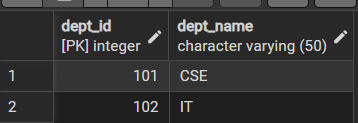 dept_id dept_name
[PK] integer character varying (50)
1 101 CSE
2 102 IT